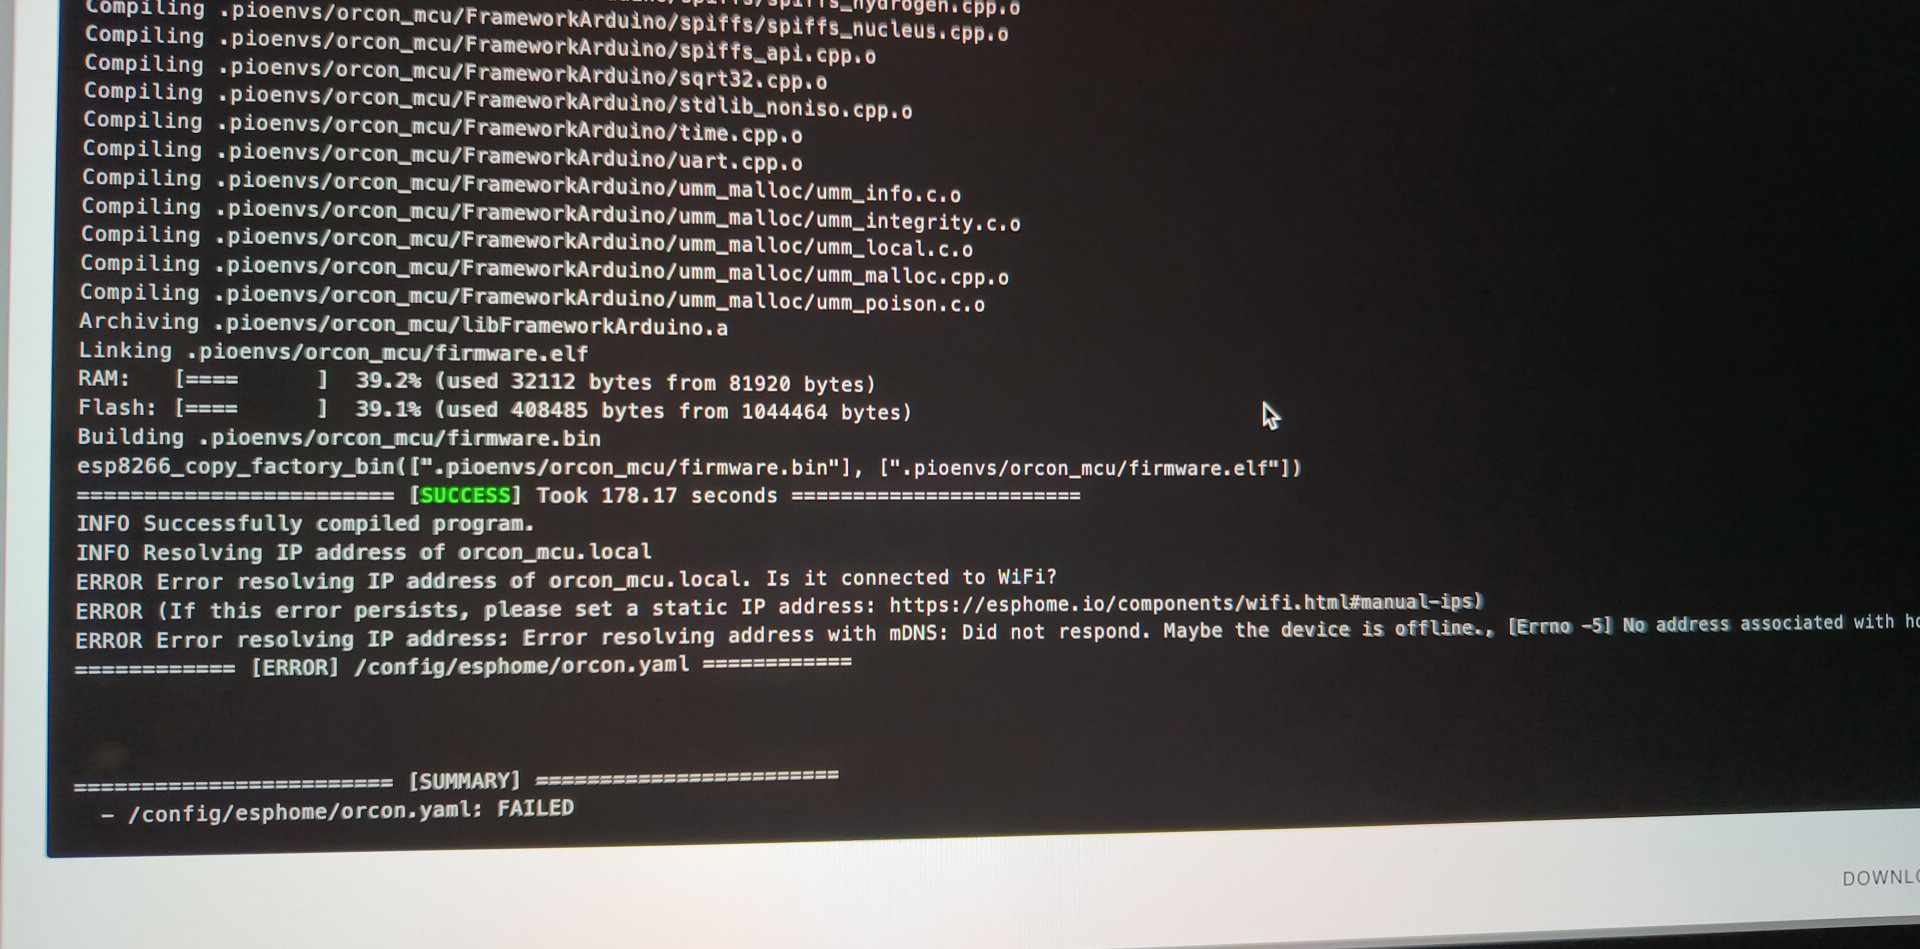 Compiling .pioenvs/orcon_mcu/FrameworkArduino/spiffs/spiffs_hydrogen.cpp.o
Compiling .pioenvs/orcon_mcu/FrameworkArduino/spiffs/spiffs_nucleus.cpp.o
Compiling .pioenvs/orcon_mcu/FrameworkArduino/spiffs_api.cpp.o
Compiling .pioenvs/orcon_mcu/FrameworkArduino/sqrt32.cpp.o
Compiling .pioenvs/orcon_mcu/FrameworkArduino/stdlib_noniso.cpp.o
Compiling .pioenvs/orcon_mcu/FrameworkArduino/time.cpp.o
Compiling .pioenvs/orcon_mcu/FrameworkArduino/uart.cpp.o
Compiling .pioenvs/orcon_mcu/FrameworkArduino/umm_malloc/umm_info.c.o
Compiling .pioenvs/orcon_mcu/FrameworkArduino/umm_malloc/umm_integrity.c.o
Compiling .pioenvs/orcon_mcu/FrameworkArduino/umm_malloc/umm_local.c.o
Compiling .pioenvs/orcon_mcu/FrameworkArduino/umm_malloc/umm_malloc.cpp.o
Compiling .pioenvs/orcon_mcu/FrameworkArduino/umm_malloc/umm_poison.c.o
Archiving .pioenvs/orcon_mcu/libFrameworkArduino.a
Linking .pioenvs/orcon_mcu/firmware.elf
RAM:   [====      ]  39.2% (used 32112 bytes from 81920 bytes)
Flash: [====      ]  39.1% (used 408485 bytes from 1044464 bytes)
Building .pioenvs/orcon_mcu/firmware.bin
esp8266_copy_factory_bin([".pioenvs/orcon_mcu/firmware.bin"], [".pioenvs/orcon_mcu/firmware.elf"])
======================== [SUCCESS] Took 178.17 seconds ========================
INFO Successfully compiled program.
INFO Resolving IP address of orcon_mcu.local
ERROR Error resolving IP address of orcon_mcu.local. Is it connected to WiFi?
ERROR (If this error persists, please set a static IP address: https://esphome.io/components/wifi.html#manual-ips)
ERROR Error resolving IP address: Error resolving address with mDNS: Did not respond. Maybe the device is offline., [Errno -5] No address associated with
============ [ERROR] /config/esphome/orcon.yaml ============
======================== [SUMMARY] ========================
- /config/esphome/orcon.yaml: FAILED